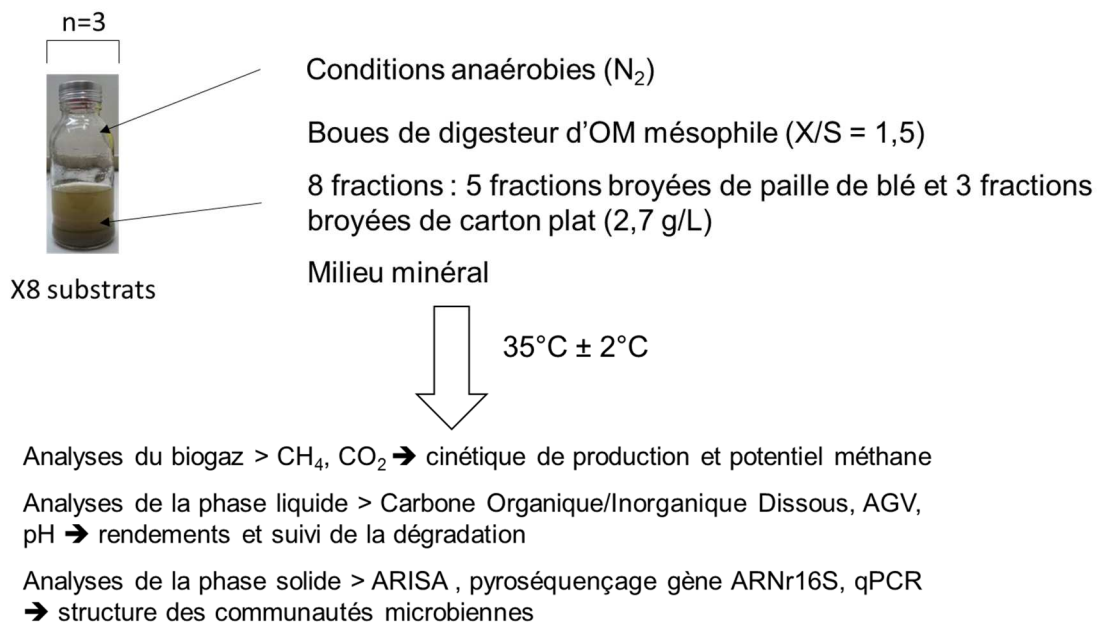 n=3
Conditions anaérobies (N₂)
Boues de digesteur d'OM mésophile (X/S = 1,5)
8 fractions : 5 fractions broyées de paille de blé et 3 fractions
broyées de carton plat (2,7 g/L)
Milieu minéral
X8 substrats
35°C ± 2°C
Analyses du biogaz > CH₄, CO₂ ➔ cinétique de production et potentiel méthane
Analyses de la phase liquide > Carbone Organique/Inorganique Dissous, AGV,
pH ➔ rendements et suivi de la dégradation
Analyses de la phase solide > ARISA , pyroséquençage gène ARNr16S, qPCR
➔ structure des communautés microbiennes